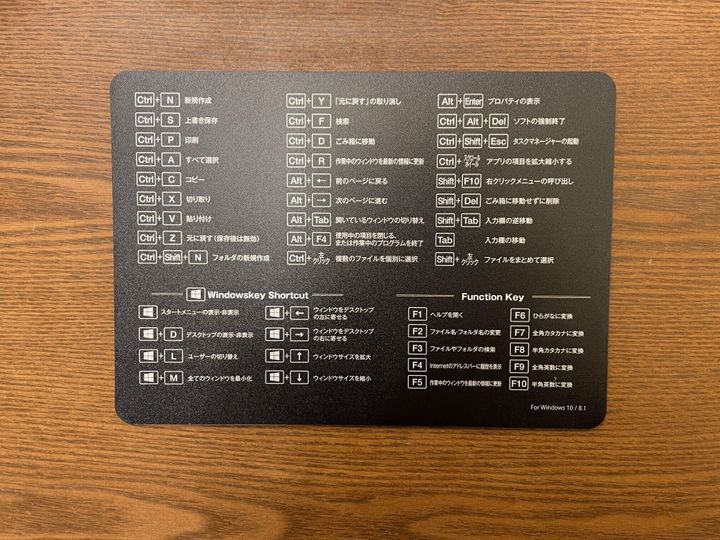 Ctrl + N 新規作成
Ctrl + S 上書き保存
Ctrl + P 印刷
Ctrl + A すべて選択
Ctrl + C コピー
Ctrl + X 切り取り
Ctrl + V 貼り付け
Ctrl + Z 元に戻す（保存後は無効）
Ctrl + Shift + N フォルダの新規作成
Ctrl + Y 「元に戻す」の取り消し
Ctrl + F 検索
Ctrl + D ごみ箱に移動
Ctrl + R 作業中のウィンドウを最新の情報に更新
Alt + ← 前のページに戻る
Alt + → 次のページに進む
Alt + Tab 開いているウィンドウの切り替え
Alt + F4 使用中の項目を閉じる、
または作業中のプログラムを終了
Ctrl + 左クリック 複数のファイルを個別に選択
Alt + Enter プロパティの表示
Ctrl + Alt + Del ソフトの強制終了
Ctrl + Shift + Esc タスクマネージャーの起動
Ctrl + スクロールホイール アプリの項目を拡大縮小する
Shift + F10 右クリックメニューの呼び出し
Shift + Del ごみ箱に移動せずに削除
Shift + Tab 入力欄の逆移動
Tab 入力欄の移動
Shift + 左クリック ファイルをまとめて選択
Windowskey Shortcut
スタートメニューの表示・非表示
+ D デスクトップの表示・非表示
+ L ユーザーの切り替え
+ M 全てのウィンドウを最小化
+ ← ウィンドウをデスクトップ
の左に寄せる
+ → ウィンドウをデスクトップ
の右に寄せる
+ ↑ ウィンドウサイズを拡大
+ ↓ ウィンドウサイズを縮小
Function Key
F1 ヘルプを開く
F2 ファイル名・フォルダ名の変更
F3 ファイルやフォルダの検索
F4 Internetのアドレスバーに履歴を表示
F5 作業中のウィンドウを最新の情報に更新
F6 ひらがなに変換
F7 全角カタカナに変換
F8 半角カタカナに変換
F9 全角英数に変換
F10 半角英数に変換
For Windows 10 / 8.1